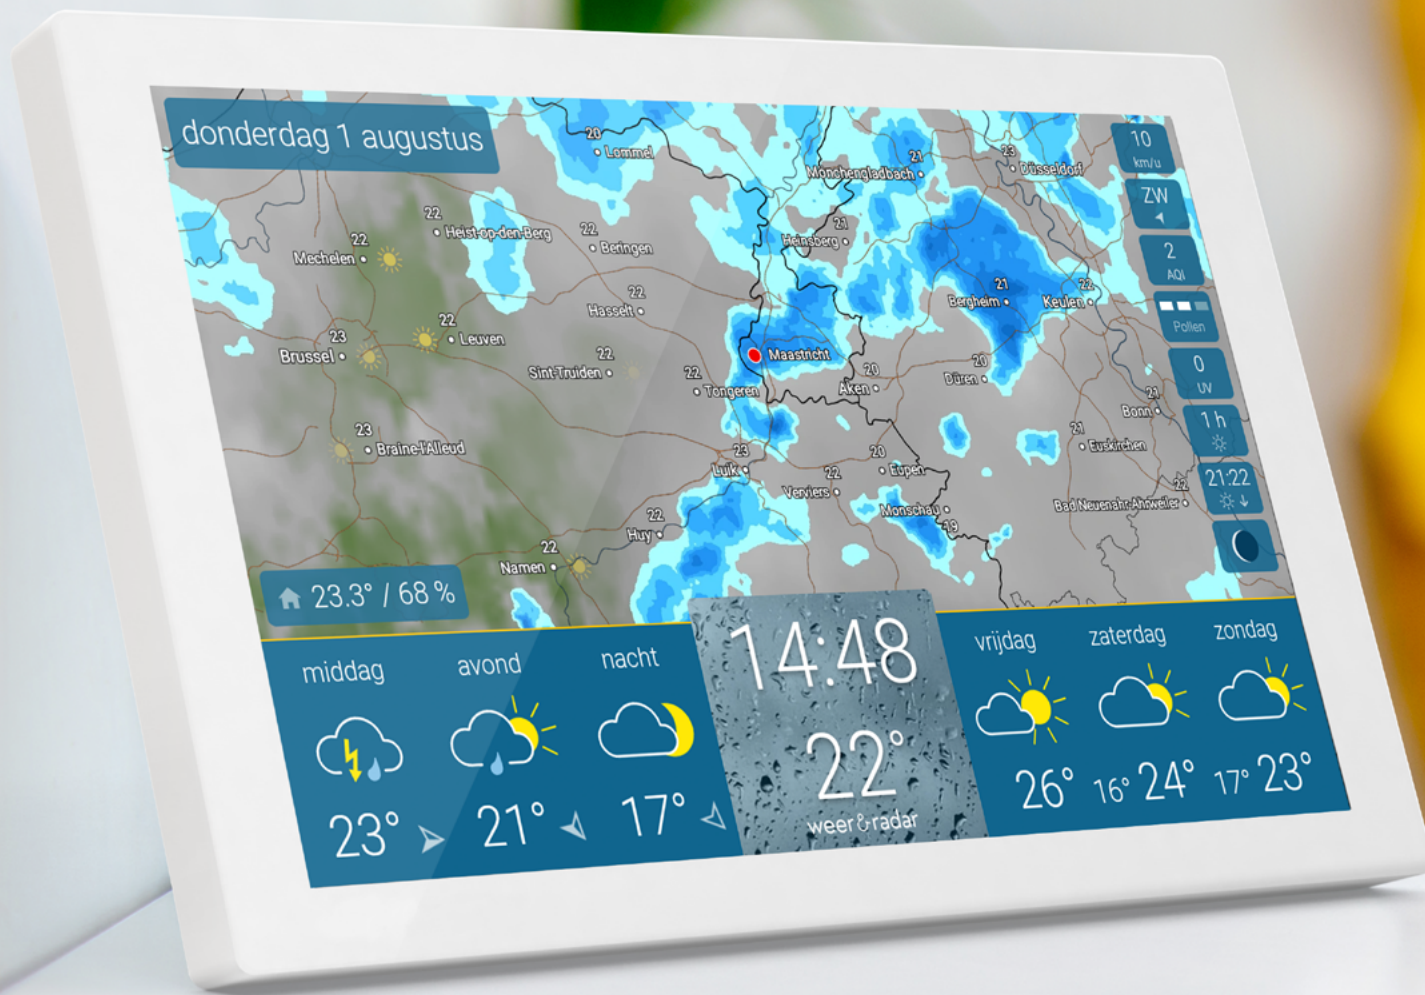 donderdag 1 augustus
20
Lommel
21
Mönchengladbach
23
Düsseldorf
10
km/u
ZW
2
AQI
Pollen
0
UV
1 h
21:22
22
Heist-op-den-Berg
22
Mechelen
22
Beringen
21
Heinsberg
22
Hasselt
21
Bergheim
22
Keulen
23
Brussel
22
Leuven
22
Sint-Truiden
Maastricht
22
Tongeren
20
Aken
20
Düren
21
Bonn
23
Braine-l'Alleud
23
Luik
20
Eupen
21
Euskirchen
22
Verviers
Monschau
19
22
Bad Neuenahr-Ahrweiler
22
Huy
22
Namen
23.3° / 68 %
middag
avond
nacht
23°
21°
17°
14:48
22°
weer&radar
vrijdag
zaterdag
zondag
26°
16° 24°
17° 23°